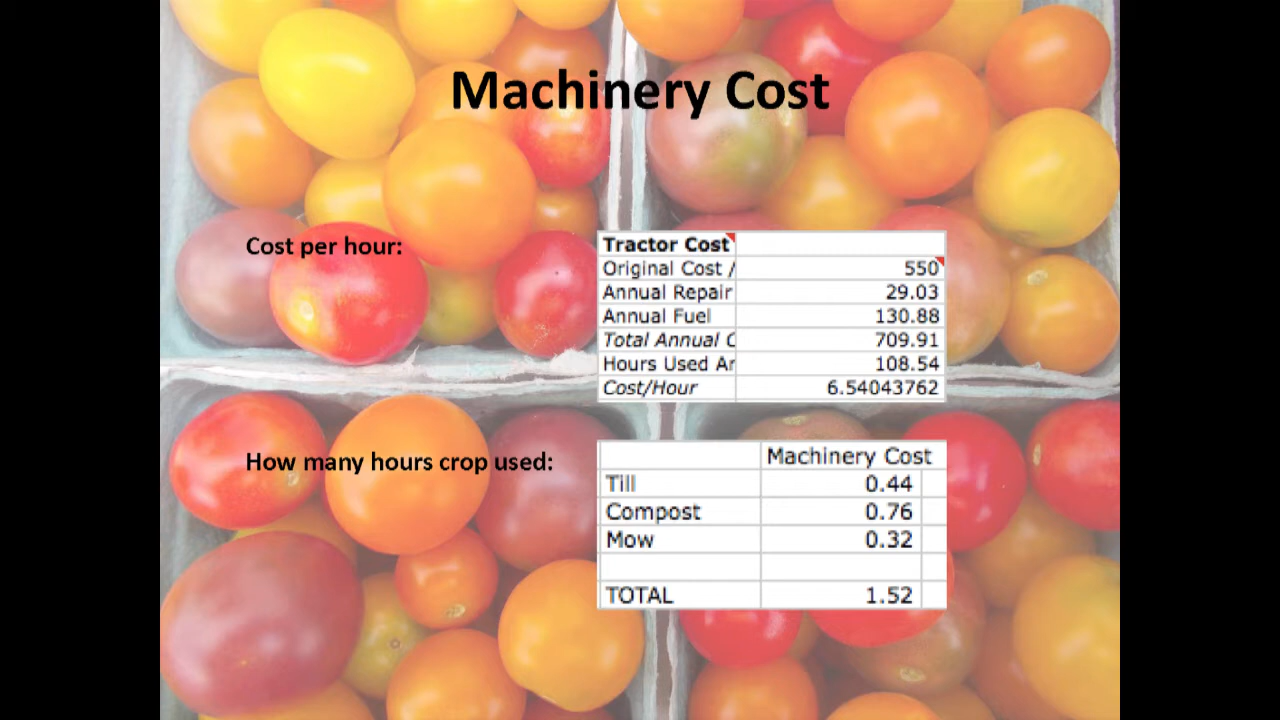 Machinery Cost
Cost per hour:
Tractor Cost
Original Cost / 550
Annual Repair 29.03
Annual Fuel 130.88
Total Annual C 709.91
Hours Used Ar 108.54
Cost/Hour 6.54043762
How many hours crop used:
Machinery Cost
Till 0.44
Compost 0.76
Mow 0.32
TOTAL 1.52